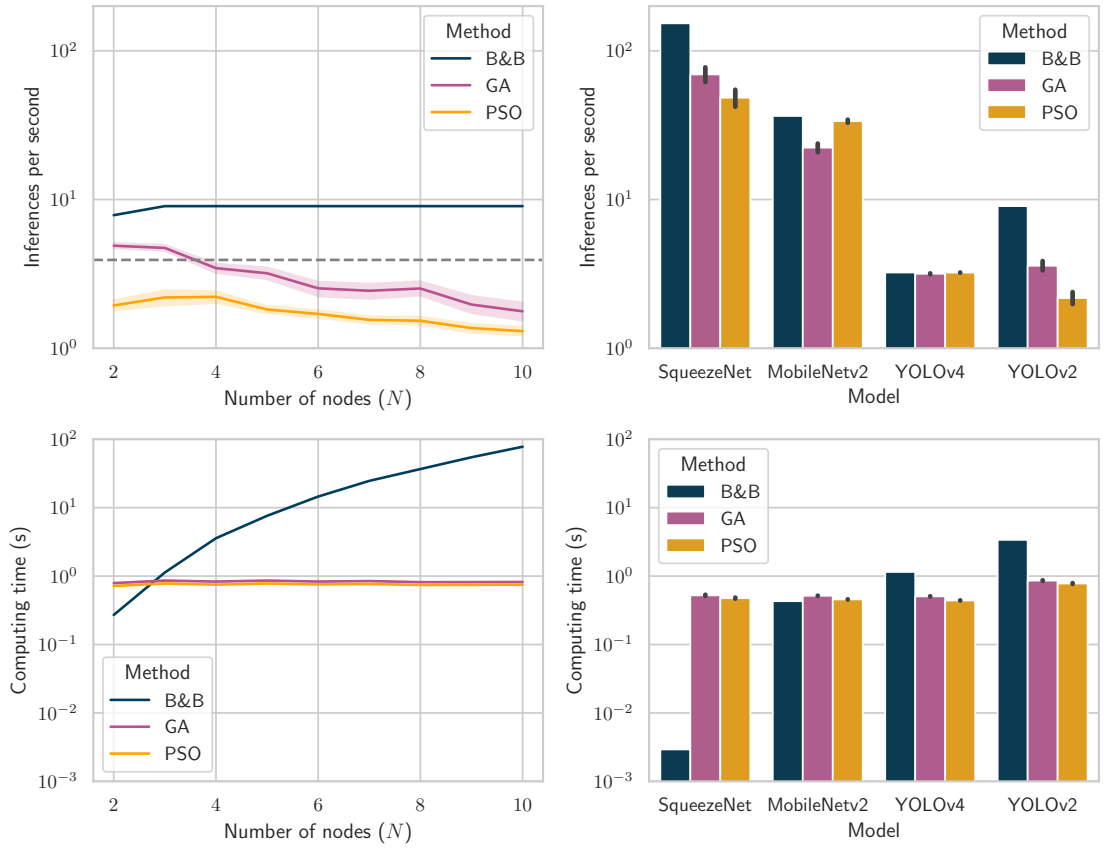 Inferences per second
10^2
10^1
10^0
2 4 6 8 10
Number of nodes (N)
Method
B&B
GA
PSO
Inferences per second
10^2
10^1
10^0
SqueezeNet MobileNetv2 YOLOv4 YOLOv2
Model
Method
B&B
GA
PSO
Computing time (s)
10^2
10^1
10^0
10^−1
10^−2
10^−3
2 4 6 8 10
Number of nodes (N)
Method
B&B
GA
PSO
Computing time (s)
10^2
10^1
10^0
10^−1
10^−2
10^−3
SqueezeNet MobileNetv2 YOLOv4 YOLOv2
Model
Method
B&B
GA
PSO